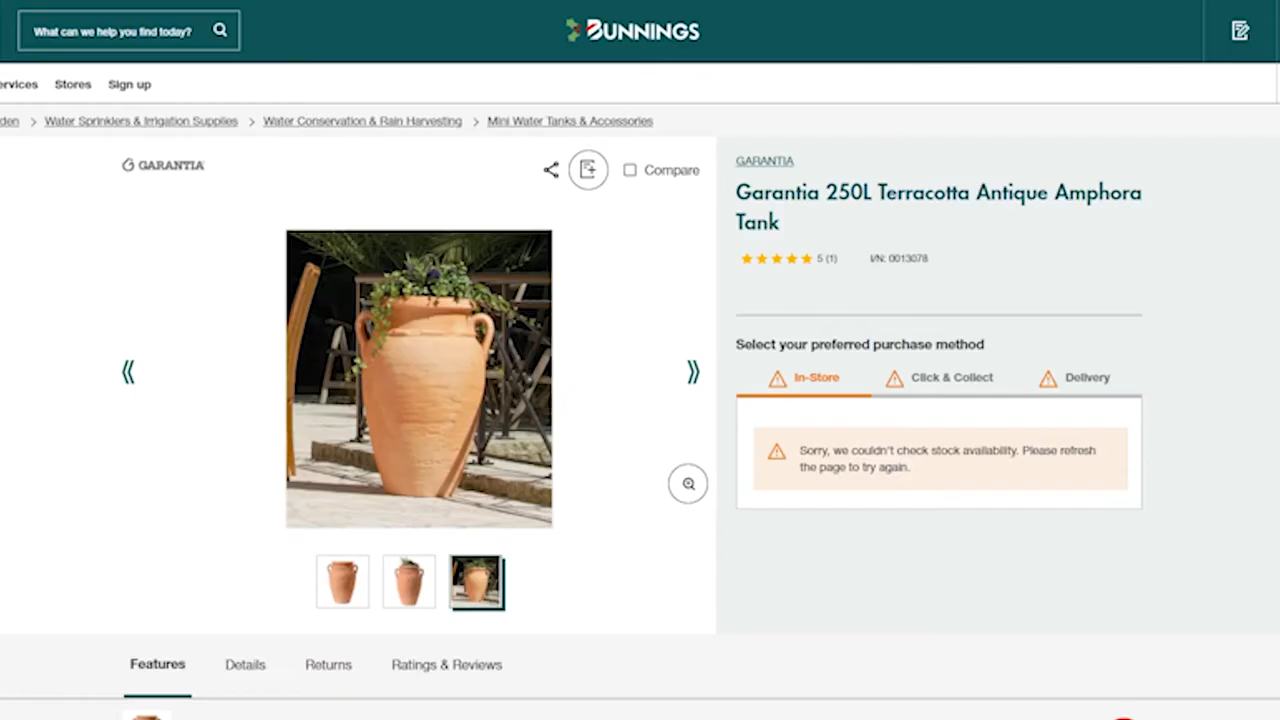 What can we help you find today?
BUNNINGS
ervices Stores Sign up
den > Water Sprinklers & Irrigation Supplies > Water Conservation & Rain Harvesting > Mini Water Tanks & Accessories
GARANTIA
Compare
GARANTIA
Garantia 250L Terracotta Antique Amphora
Tank
5 (1) I/N: 0013078
Select your preferred purchase method
In-Store Click & Collect Delivery
Sorry, we couldn't check stock availability. Please refresh
the page to try again.
Features Details Returns Ratings & Reviews